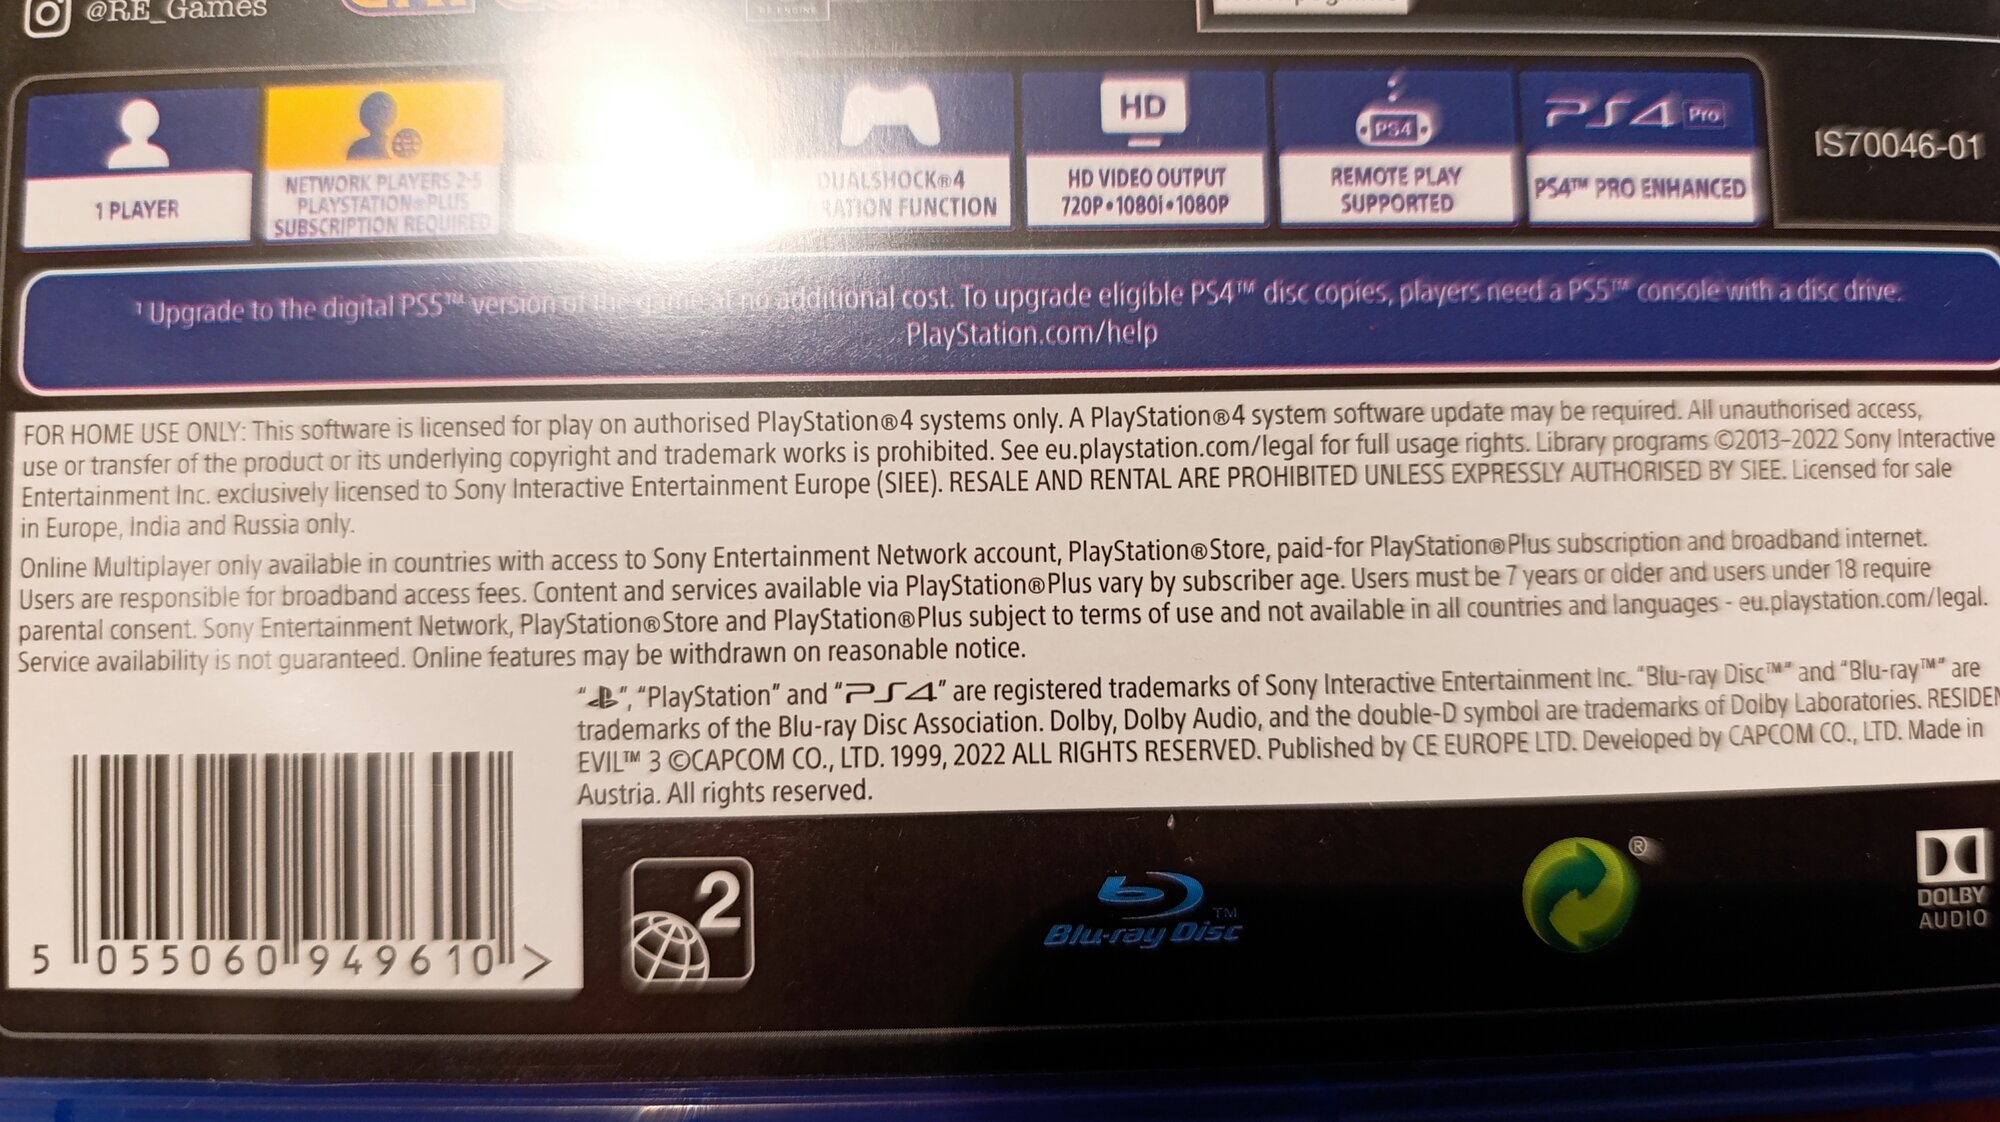 @RE_Games
RE ENGINE
1 PLAYER
NETWORK PLAYERS 2-5
PLAYSTATION®PLUS
SUBSCRIPTION REQUIRED
DUALSHOCK®4
FUNCTION
HD
HD VIDEO OUTPUT
720P•1080i•1080P
PS4
REMOTE PLAY
SUPPORTED
PS4 Pro
PS4™ PRO ENHANCED
IS70046-01
¹ Upgrade to the digital PS5™ version of the game at no additional cost. To upgrade eligible PS4™ disc copies, players need a PS5™ console with a disc drive.
PlayStation.com/help
FOR HOME USE ONLY: This software is licensed for play on authorised PlayStation®4 systems only. A PlayStation®4 system software update may be required. All unauthorised access,
use or transfer of the product or its underlying copyright and trademark works is prohibited. See eu.playstation.com/legal for full usage rights. Library programs ©2013–2022 Sony Interactive
Entertainment Inc. exclusively licensed to Sony Interactive Entertainment Europe (SIEE). RESALE AND RENTAL ARE PROHIBITED UNLESS EXPRESSLY AUTHORISED BY SIEE. Licensed for sale
in Europe, India and Russia only.
Online Multiplayer only available in countries with access to Sony Entertainment Network account, PlayStation®Store, paid-for PlayStation®Plus subscription and broadband internet.
Users are responsible for broadband access fees. Content and services available via PlayStation®Plus vary by subscriber age. Users must be 7 years or older and users under 18 require
parental consent. Sony Entertainment Network, PlayStation®Store and PlayStation®Plus subject to terms of use and not available in all countries and languages - eu.playstation.com/legal.
Service availability is not guaranteed. Online features may be withdrawn on reasonable notice.
“ ”, “PlayStation” and “PS4” are registered trademarks of Sony Interactive Entertainment Inc. “Blu-ray Disc™” and “Blu-ray™” are
trademarks of the Blu-ray Disc Association. Dolby, Dolby Audio, and the double-D symbol are trademarks of Dolby Laboratories. RESIDEN
EVIL™ 3 ©CAPCOM CO., LTD. 1999, 2022 ALL RIGHTS RESERVED. Published by CE EUROPE LTD. Developed by CAPCOM CO., LTD. Made in
Austria. All rights reserved.
5 055060 949610 >
2
Blu-ray Disc™
®
DOLBY
AUDIO